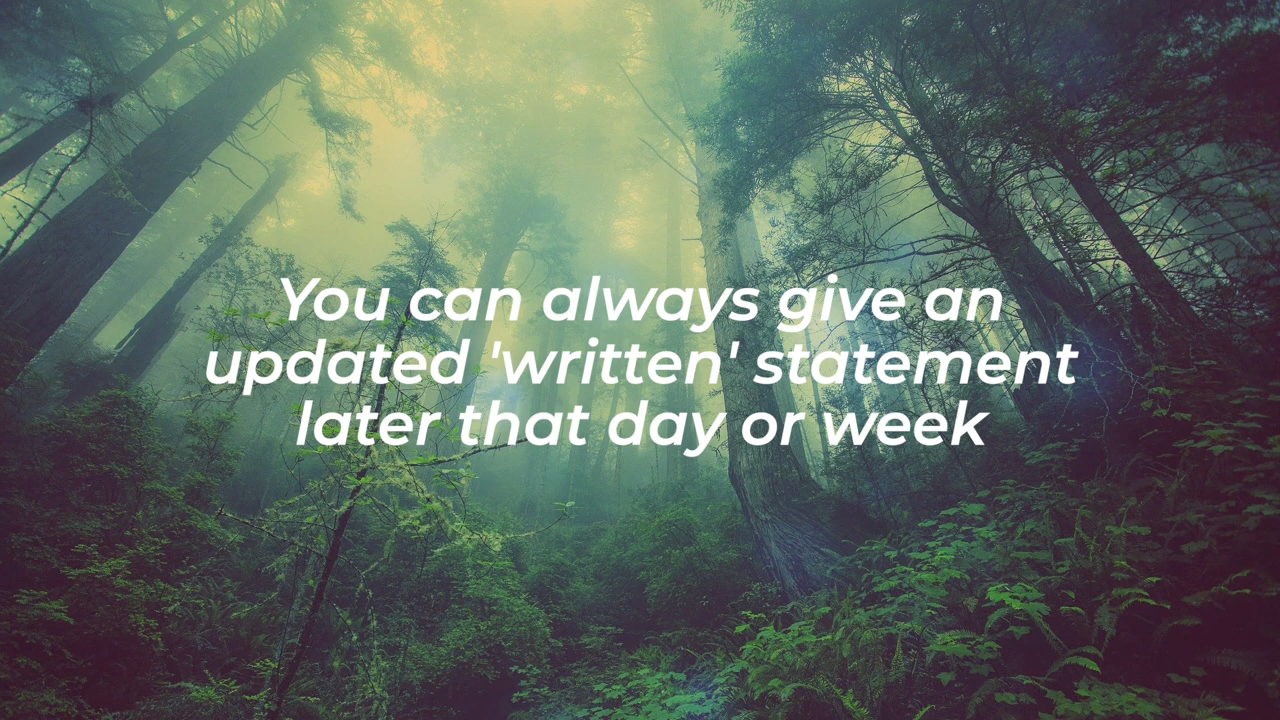 You can always give an
updated 'written' statement
later that day or week